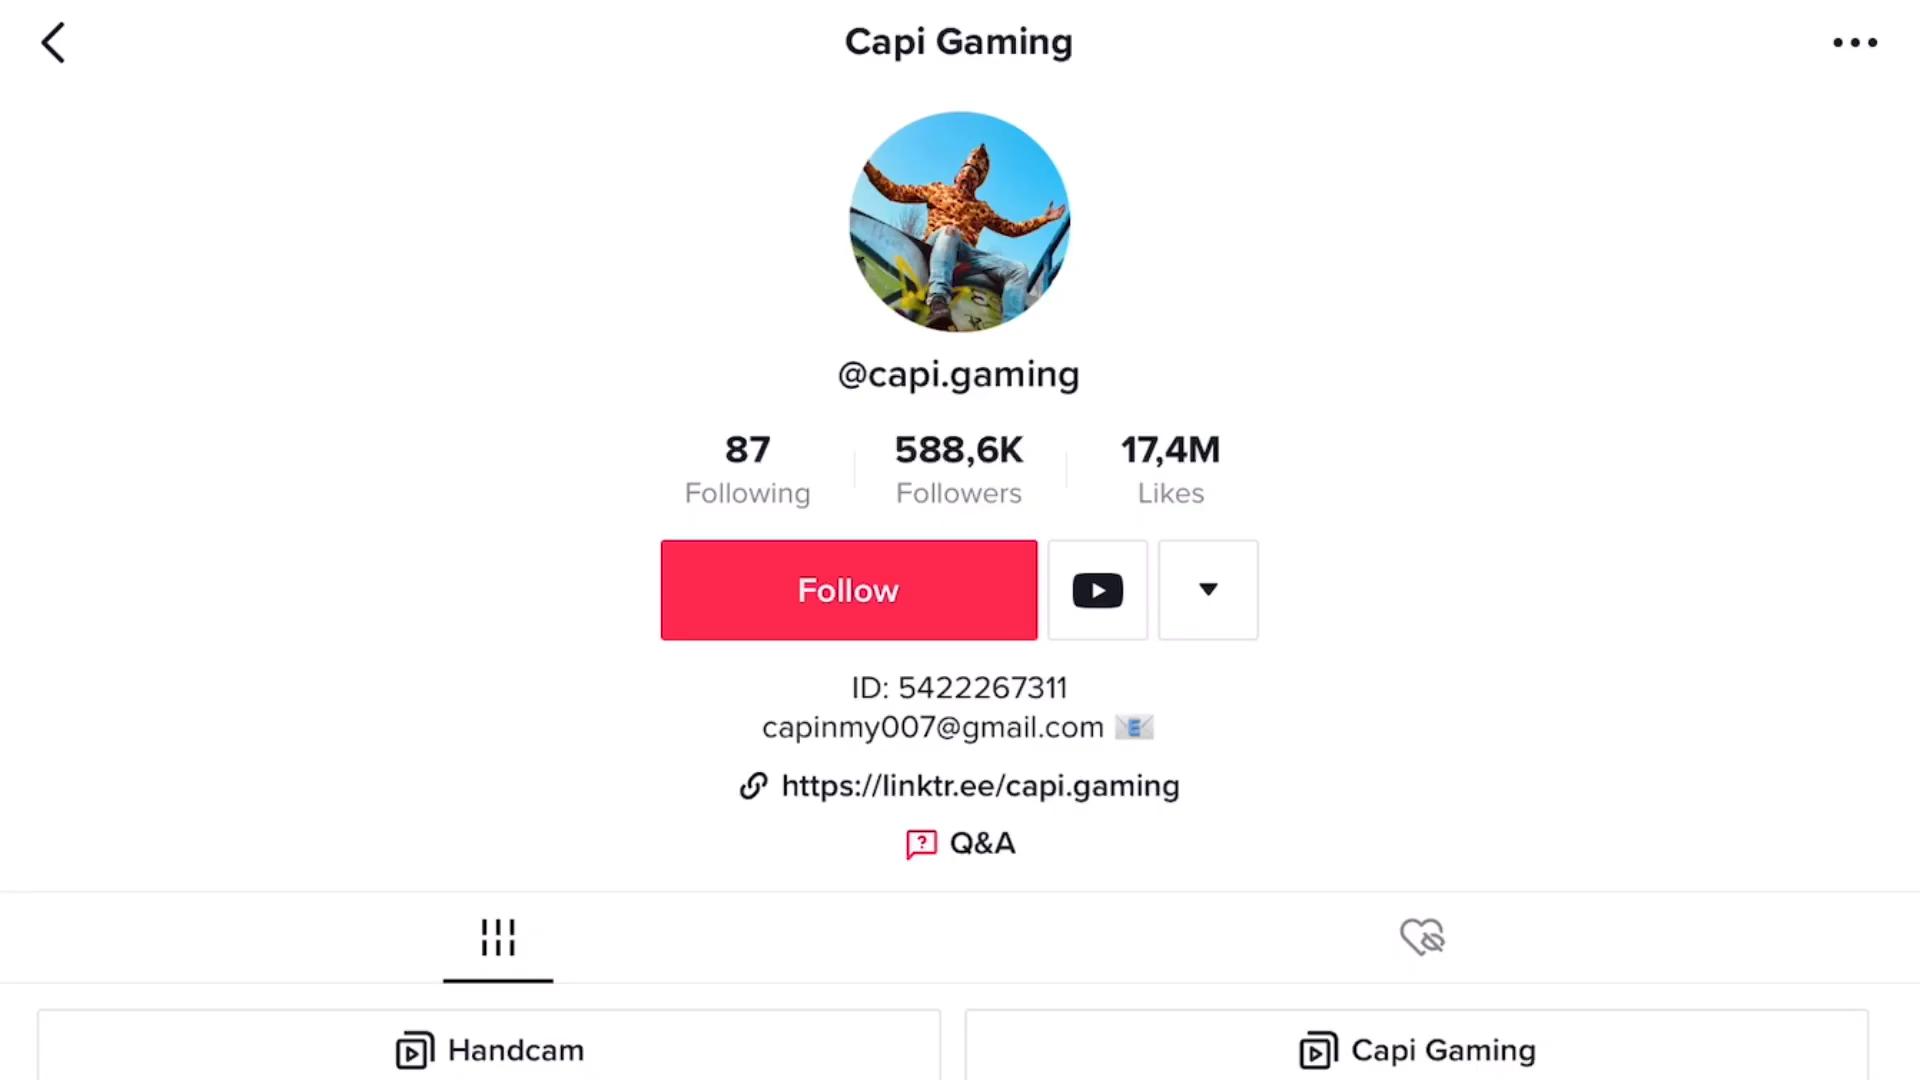 Capi Gaming
@capi.gaming
87
Following
588,6K
Followers
17,4M
Likes
Follow
ID: 5422267311
capinmy007@gmail.com 📧
https://linktr.ee/capi.gaming
Q&A
Handcam
Capi Gaming